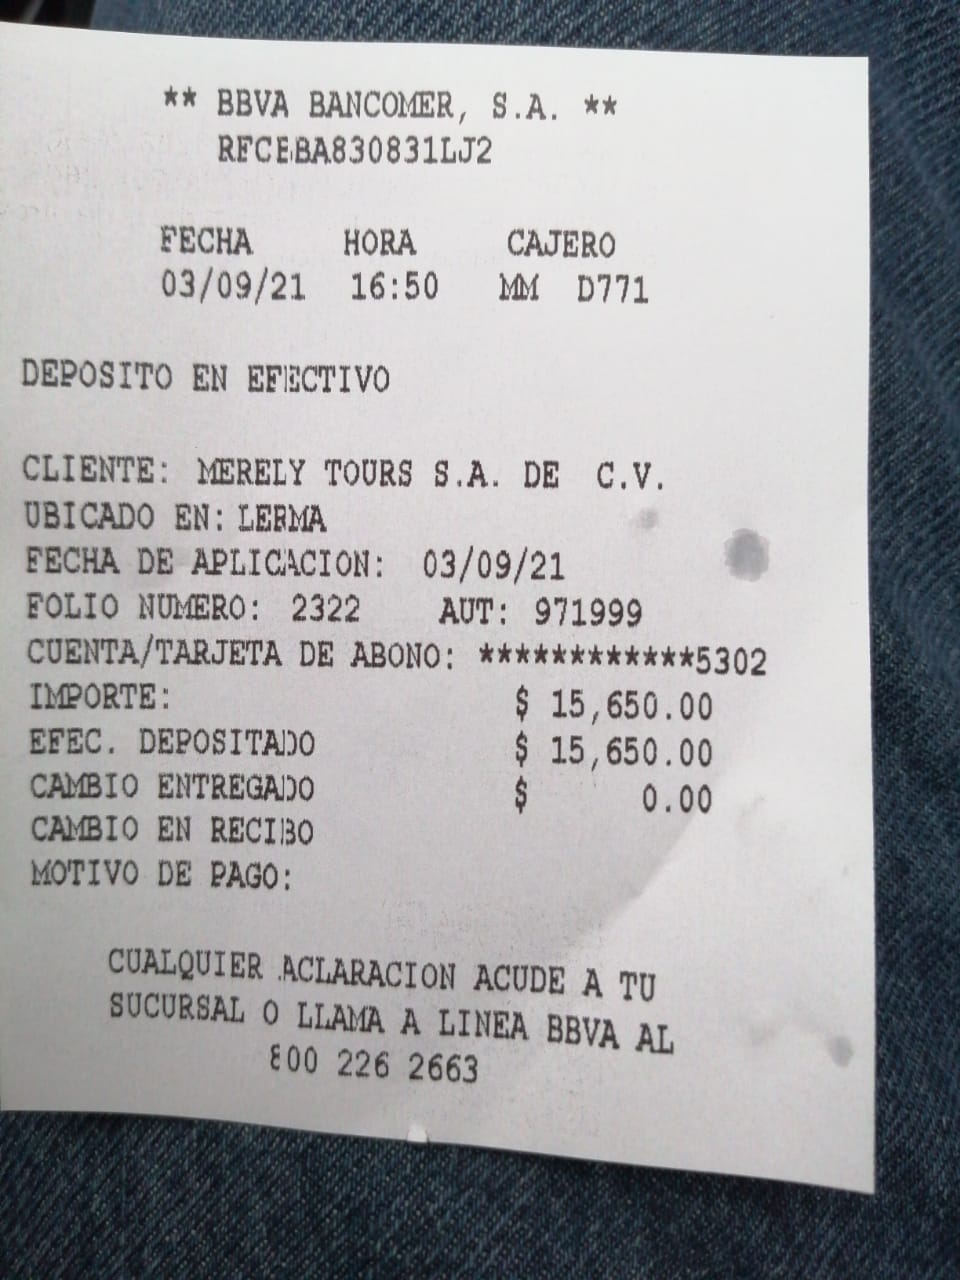 ** BBVA BANCOMER, S.A. **
RFCBBA830831LJ2
FECHA HORA CAJERO
03/09/21 16:50 MM D771
DEPOSITO EN EFECTIVO
CLIENTE: MERELY TOURS S.A. DE C.V.
UBICADO EN: LERMA
FECHA DE APLICACION: 03/09/21
FOLIO NUMERO: 2322 AUT: 971999
CUENTA/TARJETA DE ABONO: ************5302
IMPORTE: $ 15,650.00
EFEC. DEPOSITADO $ 15,650.00
CAMBIO ENTREGADO $ 0.00
CAMBIO EN RECIBO
MOTIVO DE PAGO:
CUALQUIER ACLARACION ACUDE A TU
SUCURSAL O LLAMA A LINEA BBVA AL
800 226 2663